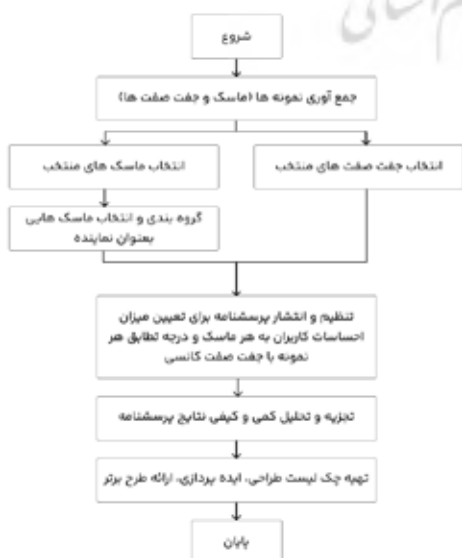 شروع
جمع آوری نمونه ها (ماسک و جفت صفت ها)
انتخاب جفت صفت های منتخب
انتخاب ماسک های منتخب
گروه بندی و انتخاب ماسک هایی
بعنوان نماینده
تنظیم و انتشار پرسشنامه برای تعیین میزان
احساسات کاربران به هر ماسک و درجه تطابق هر
نمونه با جفت صفت کانسی
تجزیه و تحلیل کمی و کیفی نتایج پرسشنامه
تهیه چک لیست طراحی، ایده پردازی، ارائه طرح برتر
پایان